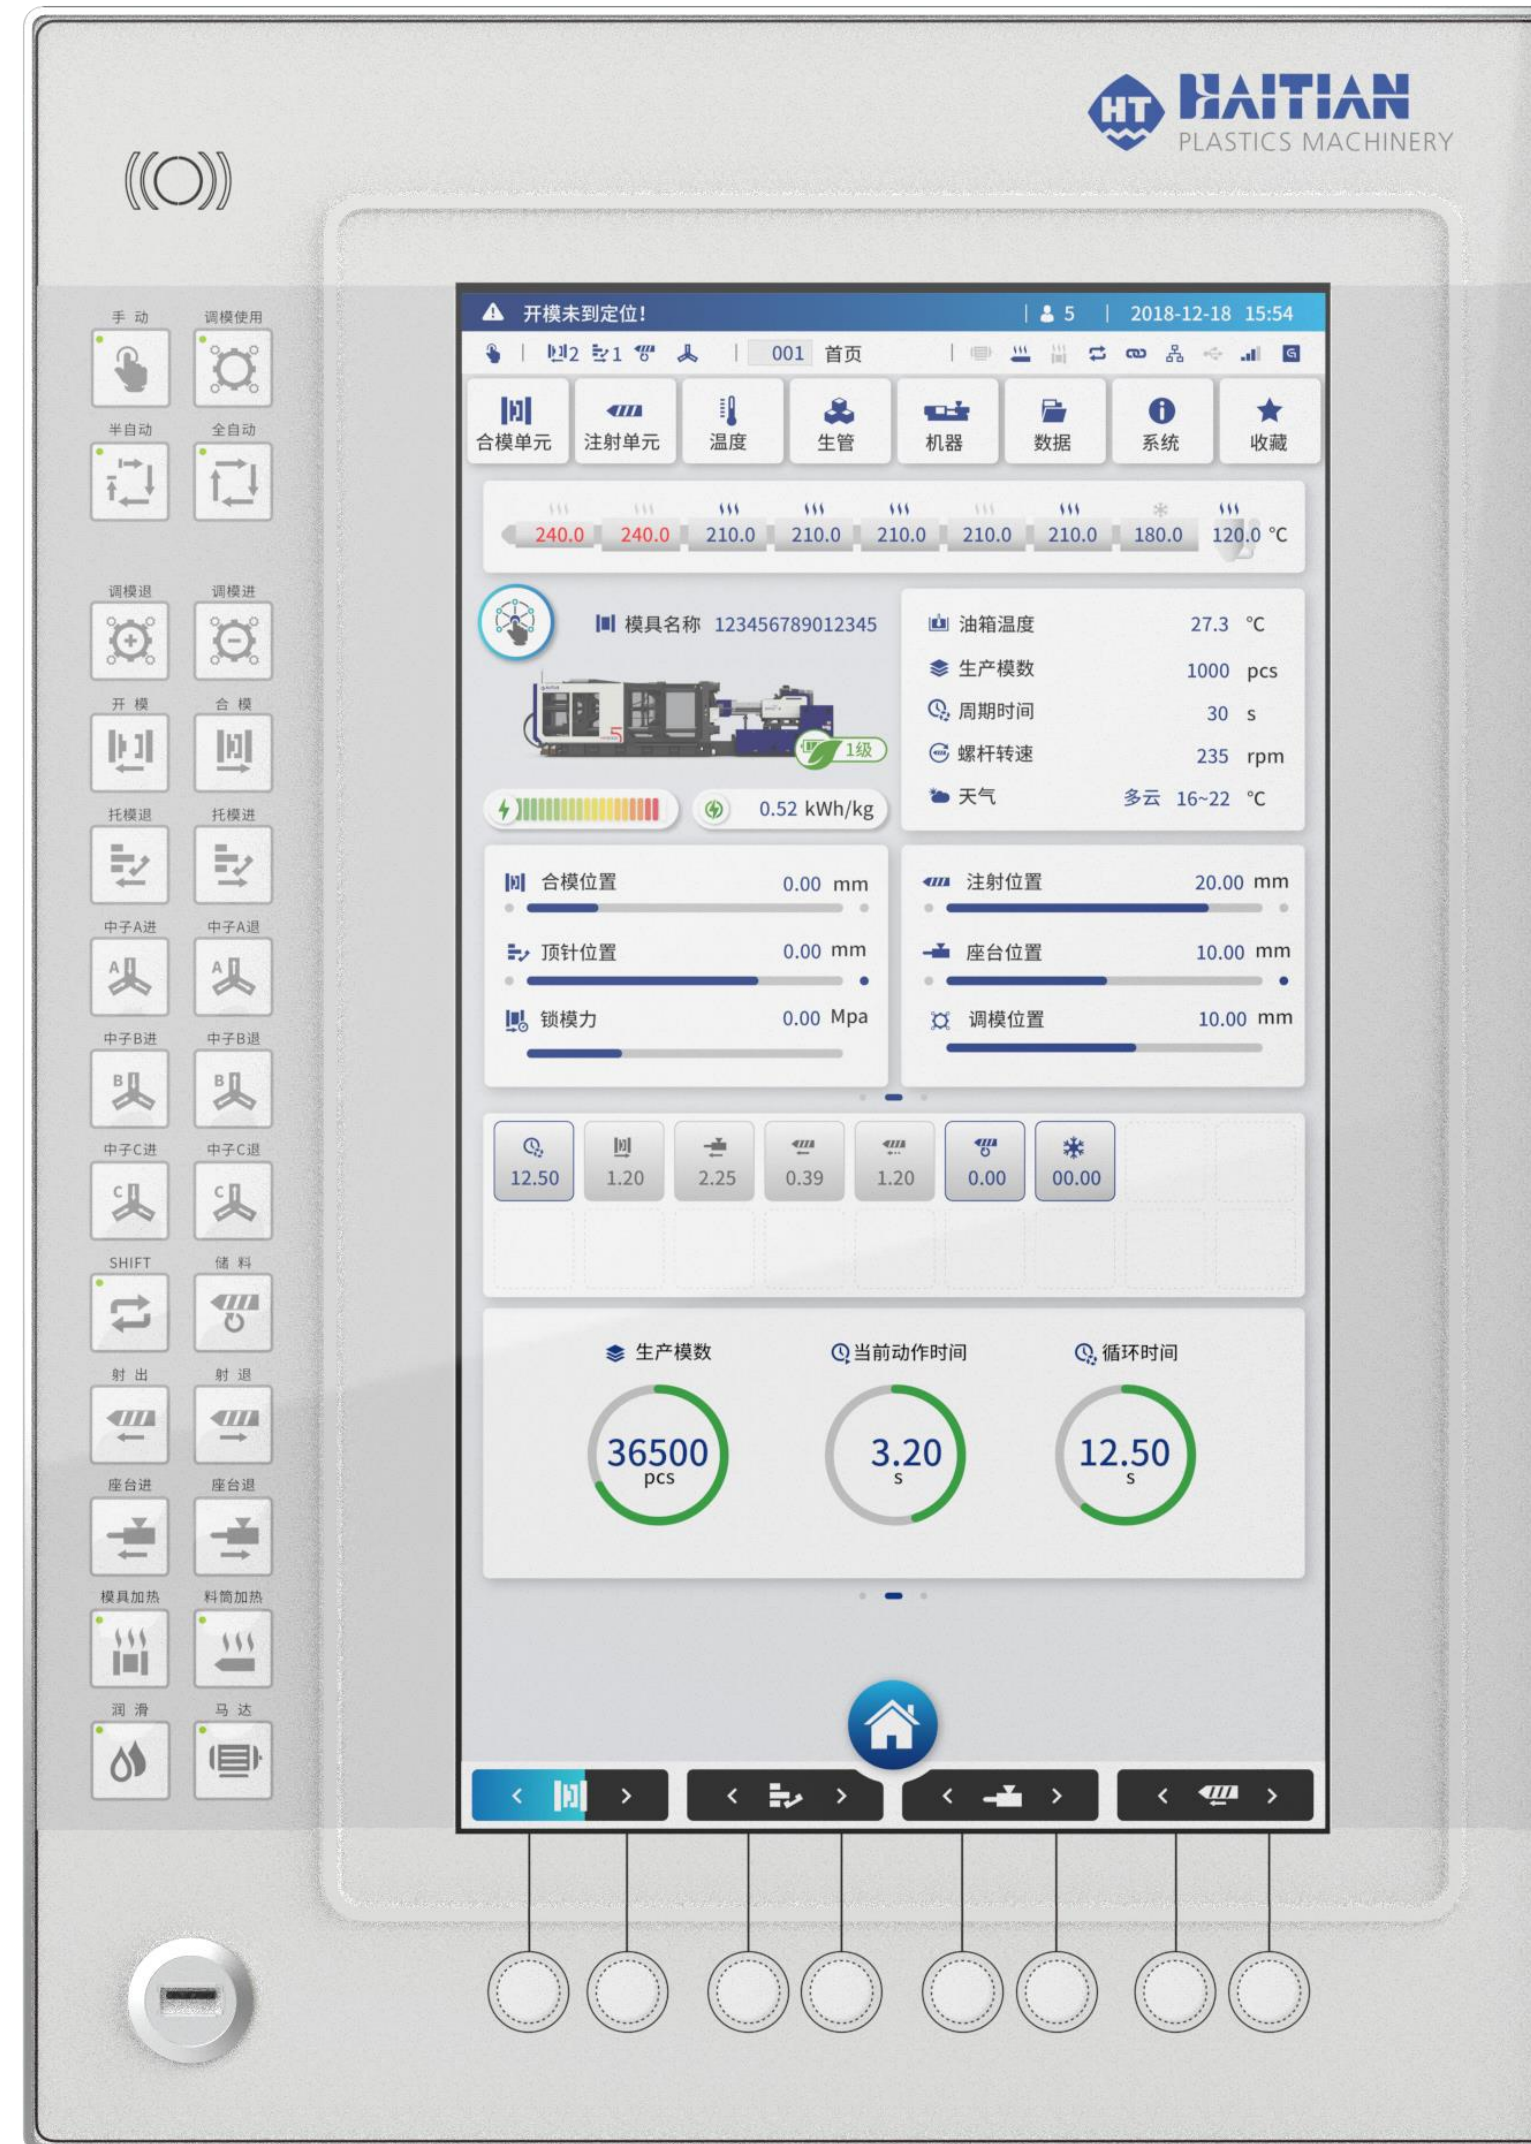 HT HAITIAN
PLASTICS MACHINERY
手 动 调模使用
半自动 全自动
调模退 调模进
开 模 合 模
托模退 托模进
中子A进 中子A退
A A
中子B进 中子B退
B B
中子C进 中子C退
C C
SHIFT 储 料
射 出 射 退
座台进 座台退
模具加热 料筒加热
润 滑 马 达
开模未到定位! 5 2018-12-18 15:54
2 1 001 首页
合模单元 注射单元 温度 生管 机器 数据 系统 收藏
240.0 240.0 210.0 210.0 210.0 210.0 210.0 180.0 120.0 °C
模具名称 123456789012345
5
1级
0.52 kWh/kg
油箱温度 27.3 °C
生产模数 1000 pcs
周期时间 30 s
螺杆转速 235 rpm
天气 多云 16~22 °C
合模位置 0.00 mm
顶针位置 0.00 mm
锁模力 0.00 Mpa
注射位置 20.00 mm
座台位置 10.00 mm
调模位置 10.00 mm
12.50 1.20 2.25 0.39 1.20 0.00 00.00
生产模数 当前动作时间 循环时间
36500 3.20 12.50
pcs s s